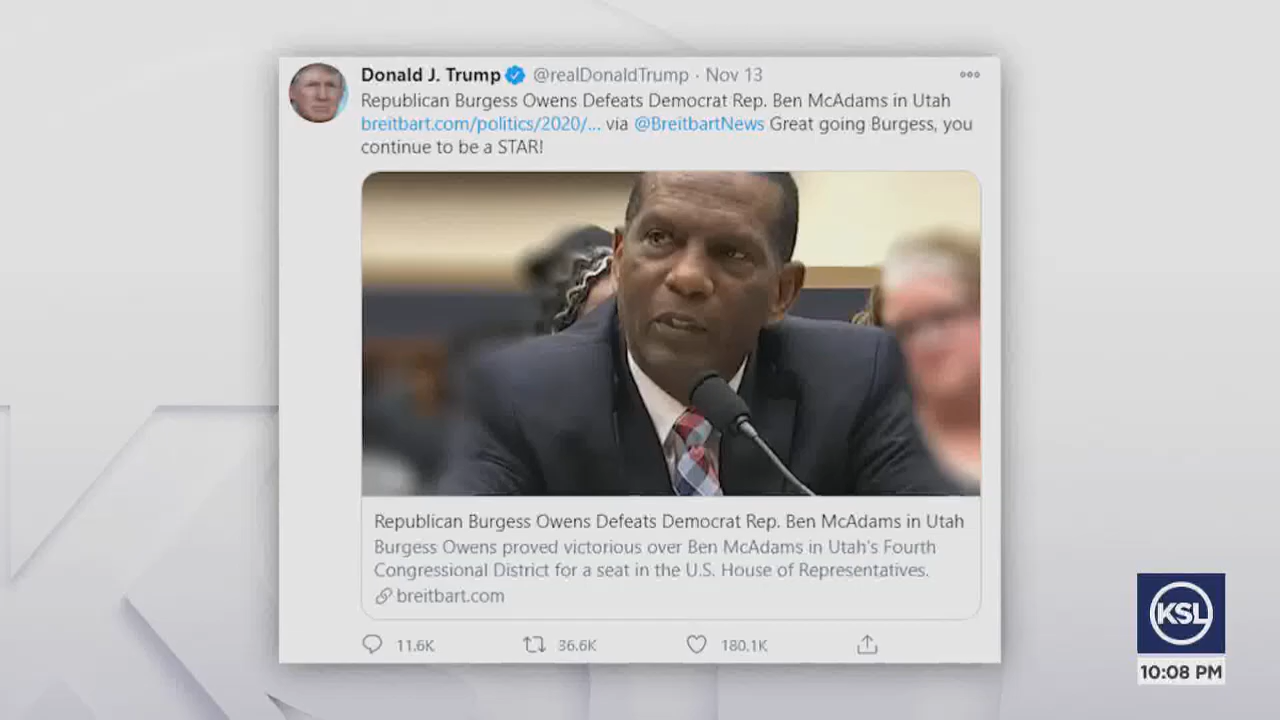 Donald J. Trump @realDonaldTrump · Nov 13
Republican Burgess Owens Defeats Democrat Rep. Ben McAdams in Utah
breitbart.com/politics/2020/... via @BreitbartNews Great going Burgess, you
continue to be a STAR!
Republican Burgess Owens Defeats Democrat Rep. Ben McAdams in Utah
Burgess Owens proved victorious over Ben McAdams in Utah's Fourth
Congressional District for a seat in the U.S. House of Representatives.
breitbart.com
11.6K 36.6K 180.1K
KSL
10:08 PM